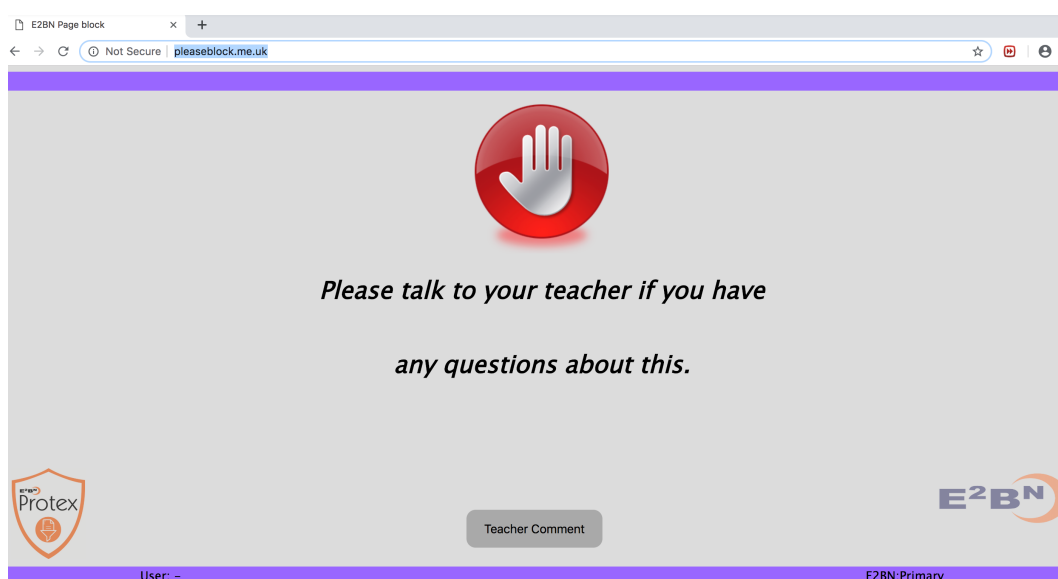 E2BN Page block
Not Secure | pleaseblock.me.uk
Please talk to your teacher if you have
any questions about this.
E²BN
Protex
E²BN
Teacher Comment
User: -
E2BN:Primary